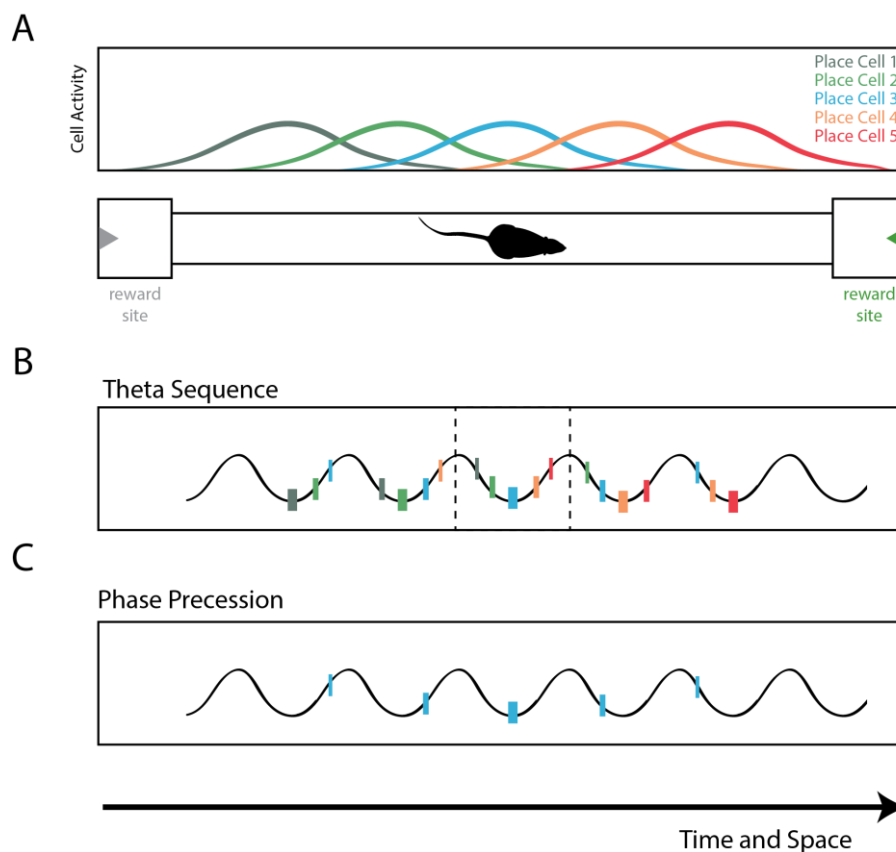 A
Cell Activity
Place Cell 1
Place Cell 2
Place Cell 3
Place Cell 4
Place Cell 5
reward
site
reward
site
B
Theta Sequence
C
Phase Precession
Time and Space